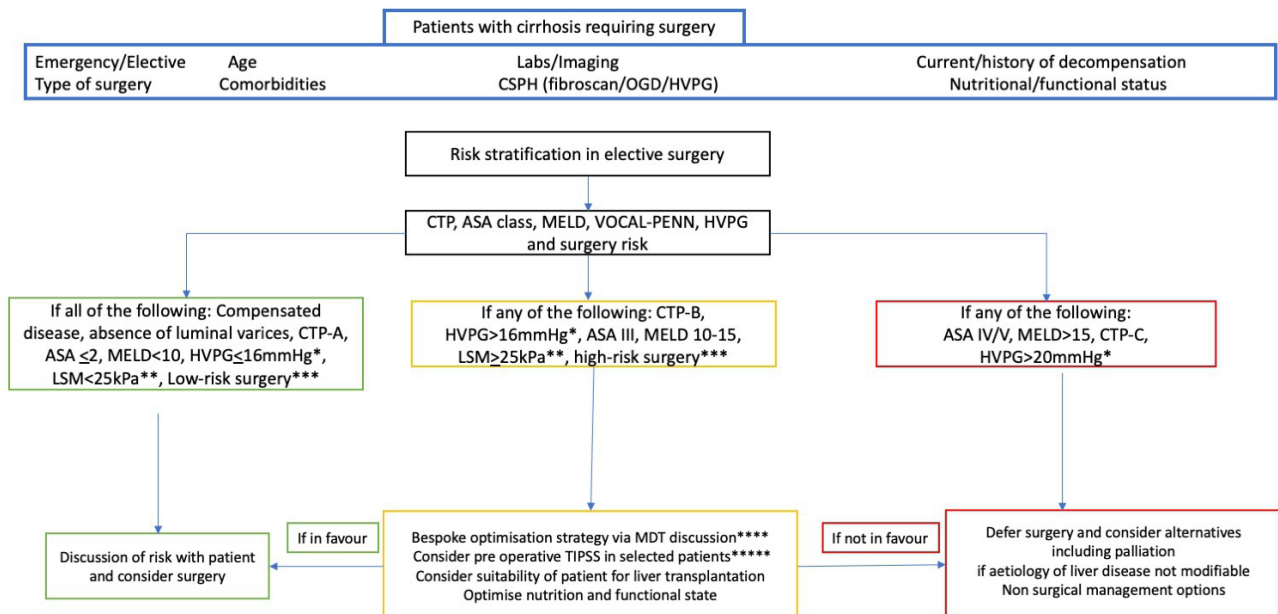 Patients with cirrhosis requiring surgery
Emergency/Elective Age Labs/Imaging Current/history of decompensation
Type of surgery Comorbidities CSPH (fibroscan/OGD/HVPG) Nutritional/functional status
Risk stratification in elective surgery
CTP, ASA class, MELD, VOCAL-PENN, HVPG
and surgery risk
If all of the following: Compensated
disease, absence of luminal varices, CTP-A,
ASA ≤2, MELD<10, HVPG≤16mmHg*,
LSM<25kPa**, Low-risk surgery***
If any of the following: CTP-B,
HVPG>16mmHg*, ASA III, MELD 10-15,
LSM≥25kPa**, high-risk surgery***
If any of the following:
ASA IV/V, MELD>15, CTP-C,
HVPG>20mmHg*
Discussion of risk with patient
and consider surgery
If in favour
Bespoke optimisation strategy via MDT discussion****
Consider pre operative TIPSS in selected patients*****
Consider suitability of patient for liver transplantation
Optimise nutrition and functional state
If not in favour
Defer surgery and consider alternatives
including palliation
if aetiology of liver disease not modifiable
Non surgical management options